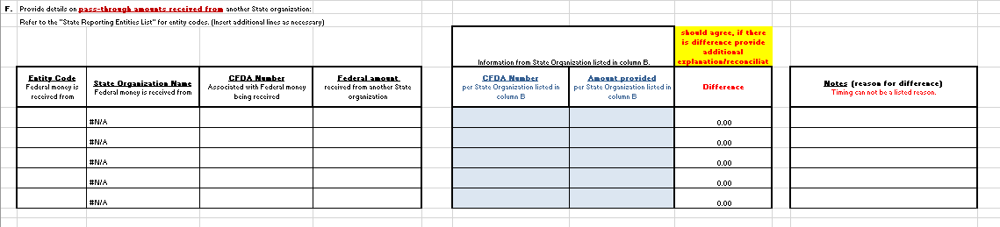 F. Provide details on pass-through amounts received from another State organization:
Refer to the "State Reporting Entities List" for entity codes. (Insert additional lines as necessary)
should agree, if there
is difference provide
additional
explanation/reconciliat
Information from State Organization listed in column B.
Entity Code
Federal money is
received from
State Organization Name
Federal money is received from
CFDA Number
Associated with Federal money
being received
Federal amount
received from another State
organization
CFDA Number
per State Organization listed in
column B
Amount provided
per State Organization listed in
column B
Difference
Notes (reason for difference)
Timing can not be a listed reason.
#N/A 0.00
#N/A 0.00
#N/A 0.00
#N/A 0.00
#N/A 0.00